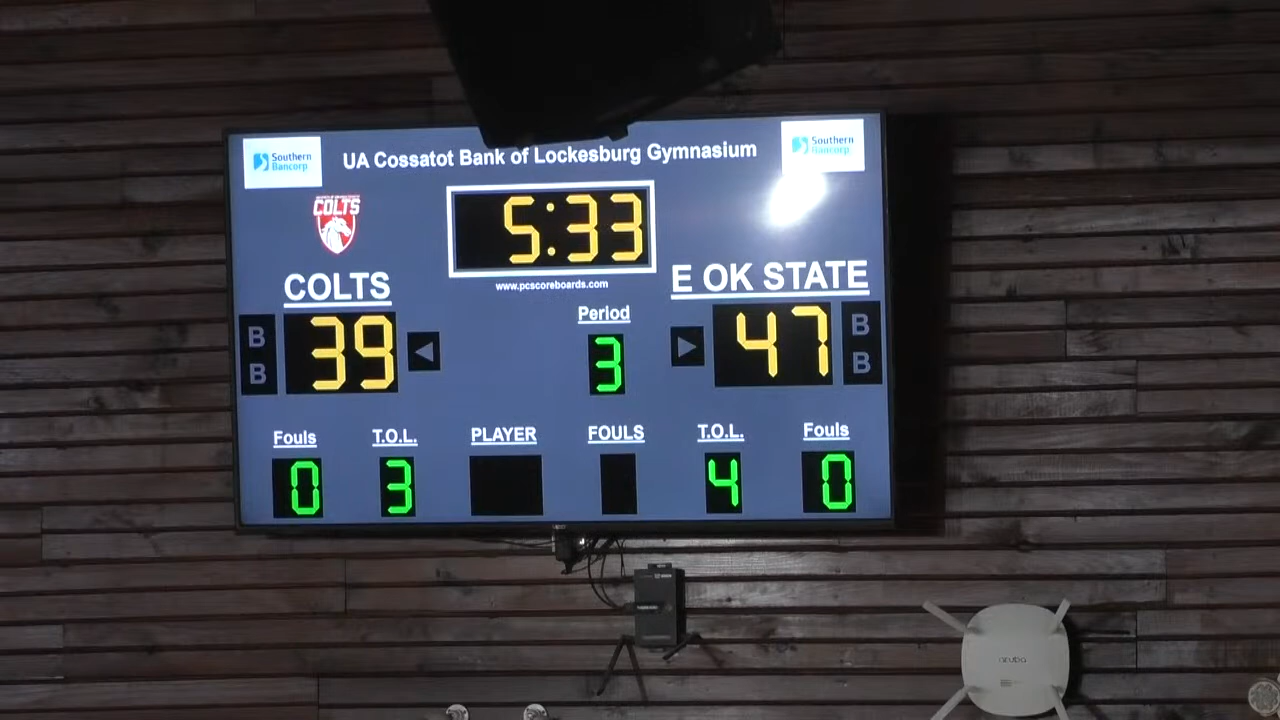 Southern
Bancorp
UA Cossatot Bank of Lockesburg Gymnasium
Southern
Bancorp
COLTS
5:33
www.pcscoreboards.com
COLTS
E OK STATE
B
B
39
Period
3
47
B
B
Fouls
T.O.L.
PLAYER
FOULS
T.O.L.
Fouls
0
3
4
0
aruba